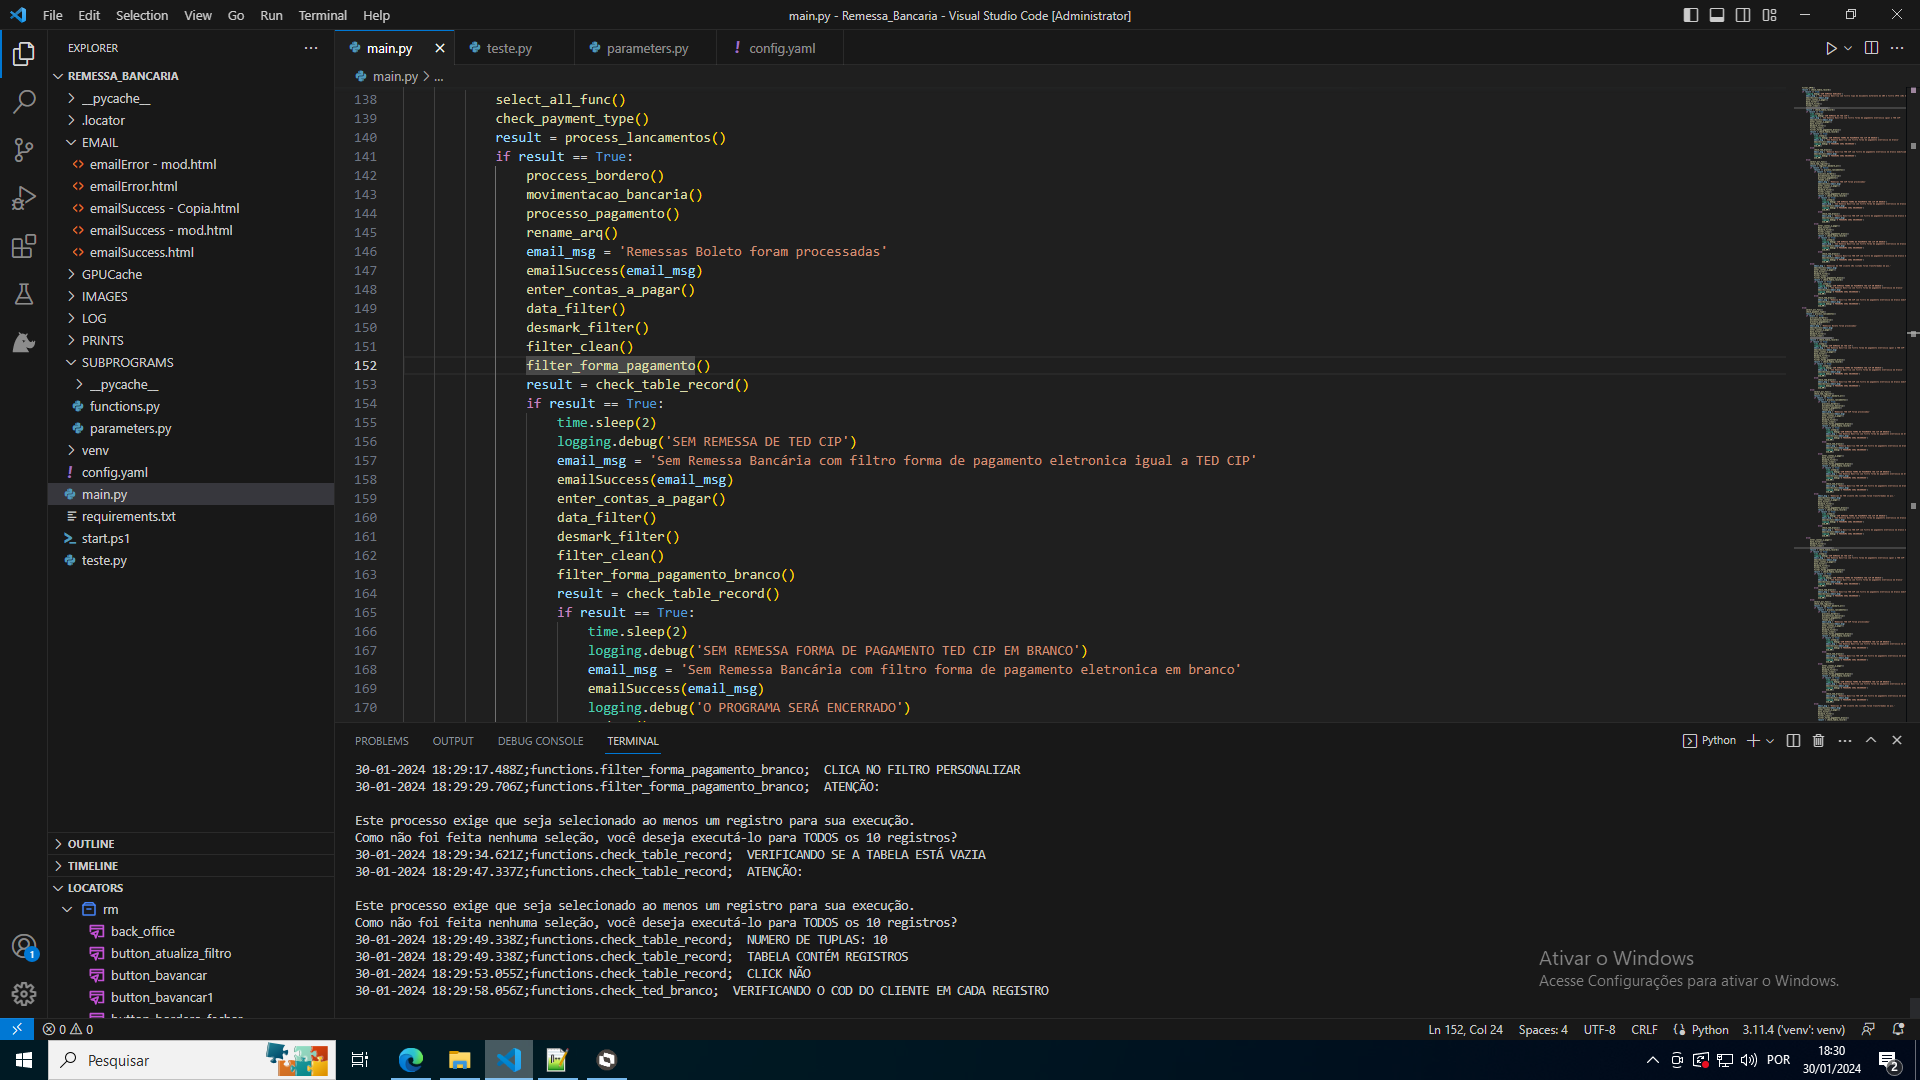 File Edit Selection View Go Run Terminal Help
main.py - Remessa_Bancaria - Visual Studio Code [Administrator]
EXPLORER
REMESSA_BANCARIA
__pycache__
.locator
EMAIL
emailError - mod.html
emailError.html
emailSuccess - Copia.html
emailSuccess - mod.html
emailSuccess.html
GPUCache
IMAGES
LOG
PRINTS
SUBPROGRAMS
__pycache__
functions.py
parameters.py
venv
config.yaml
main.py
requirements.txt
start.ps1
teste.py
OUTLINE
TIMELINE
LOCATORS
rm
back_office
button_atualiza_filtro
button_bavancar
button_bavancar1
main.py teste.py parameters.py ! config.yaml
main.py > ...
138 select_all_func()
139 check_payment_type()
140 result = process_lancamentos()
141 if result == True:
142 proccess_bordero()
143 movimentacao_bancaria()
144 processo_pagamento()
145 rename_arq()
146 email_msg = 'Remessas Boleto foram processadas'
147 emailSuccess(email_msg)
148 enter_contas_a_pagar()
149 data_filter()
150 desmark_filter()
151 filter_clean()
152 filter_forma_pagamento()
153 result = check_table_record()
154 if result == True:
155 time.sleep(2)
156 logging.debug('SEM REMESSA DE TED CIP')
157 email_msg = 'Sem Remessa Bancária com filtro forma de pagamento eletronica igual a TED CIP'
158 emailSuccess(email_msg)
159 enter_contas_a_pagar()
160 data_filter()
161 desmark_filter()
162 filter_clean()
163 filter_forma_pagamento_branco()
164 result = check_table_record()
165 if result == True:
166 time.sleep(2)
167 logging.debug('SEM REMESSA FORMA DE PAGAMENTO TED CIP EM BRANCO')
168 email_msg = 'Sem Remessa Bancária com filtro forma de pagamento eletronica em branco'
169 emailSuccess(email_msg)
170 logging.debug('O PROGRAMA SERÁ ENCERRADO')
PROBLEMS OUTPUT DEBUG CONSOLE TERMINAL
Python
30-01-2024 18:29:17.488Z;functions.filter_forma_pagamento_branco; CLICA NO FILTRO PERSONALIZAR
30-01-2024 18:29:29.706Z;functions.filter_forma_pagamento_branco; ATENÇÃO:
Este processo exige que seja selecionado ao menos um registro para sua execução.
Como não foi feita nenhuma seleção, você deseja executá-lo para TODOS os 10 registros?
30-01-2024 18:29:34.621Z;functions.check_table_record; VERIFICANDO SE A TABELA ESTÁ VAZIA
30-01-2024 18:29:47.337Z;functions.check_table_record; ATENÇÃO:
Este processo exige que seja selecionado ao menos um registro para sua execução.
Como não foi feita nenhuma seleção, você deseja executá-lo para TODOS os 10 registros?
30-01-2024 18:29:49.338Z;functions.check_table_record; NUMERO DE TUPLAS: 10
30-01-2024 18:29:49.338Z;functions.check_table_record; TABELA CONTÉM REGISTROS
30-01-2024 18:29:53.055Z;functions.check_table_record; CLICK NÃO
30-01-2024 18:29:58.056Z;functions.check_ted_branco; VERIFICANDO O COD DO CLIENTE EM CADA REGISTRO
Ativar o Windows
Acesse Configurações para ativar o Windows.
1
0 0
Ln 152, Col 24 Spaces: 4 UTF-8 CRLF Python 3.11.4 ('venv': venv)
Pesquisar
POR
18:30
30/01/2024
2